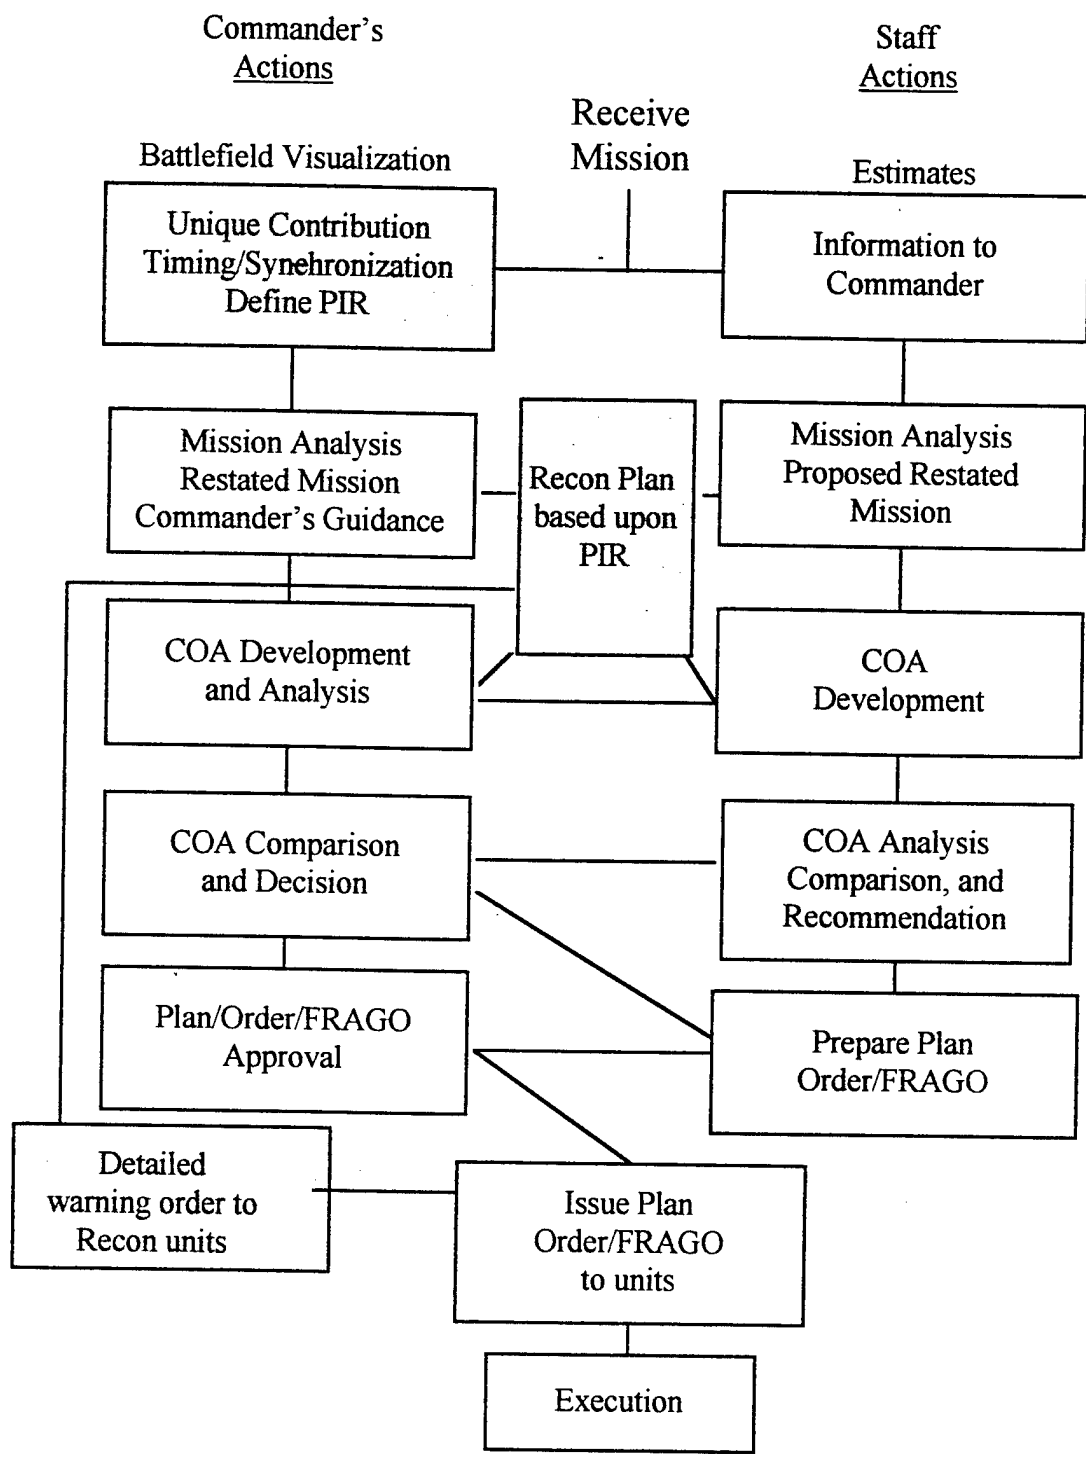 Commander's
Actions
Staff
Actions
Receive
Mission
Battlefield Visualization
Estimates
Unique Contribution
Timing/Synehronization
Define PIR
Information to
Commander
Mission Analysis
Restated Mission
Commander's Guidance
Recon Plan
based upon
PIR
Mission Analysis
Proposed Restated
Mission
COA Development
and Analysis
COA
Development
COA Comparison
and Decision
COA Analysis
Comparison, and
Recommendation
Plan/Order/FRAGO
Approval
Prepare Plan
Order/FRAGO
Detailed
warning order to
Recon units
Issue Plan
Order/FRAGO
to units
Execution